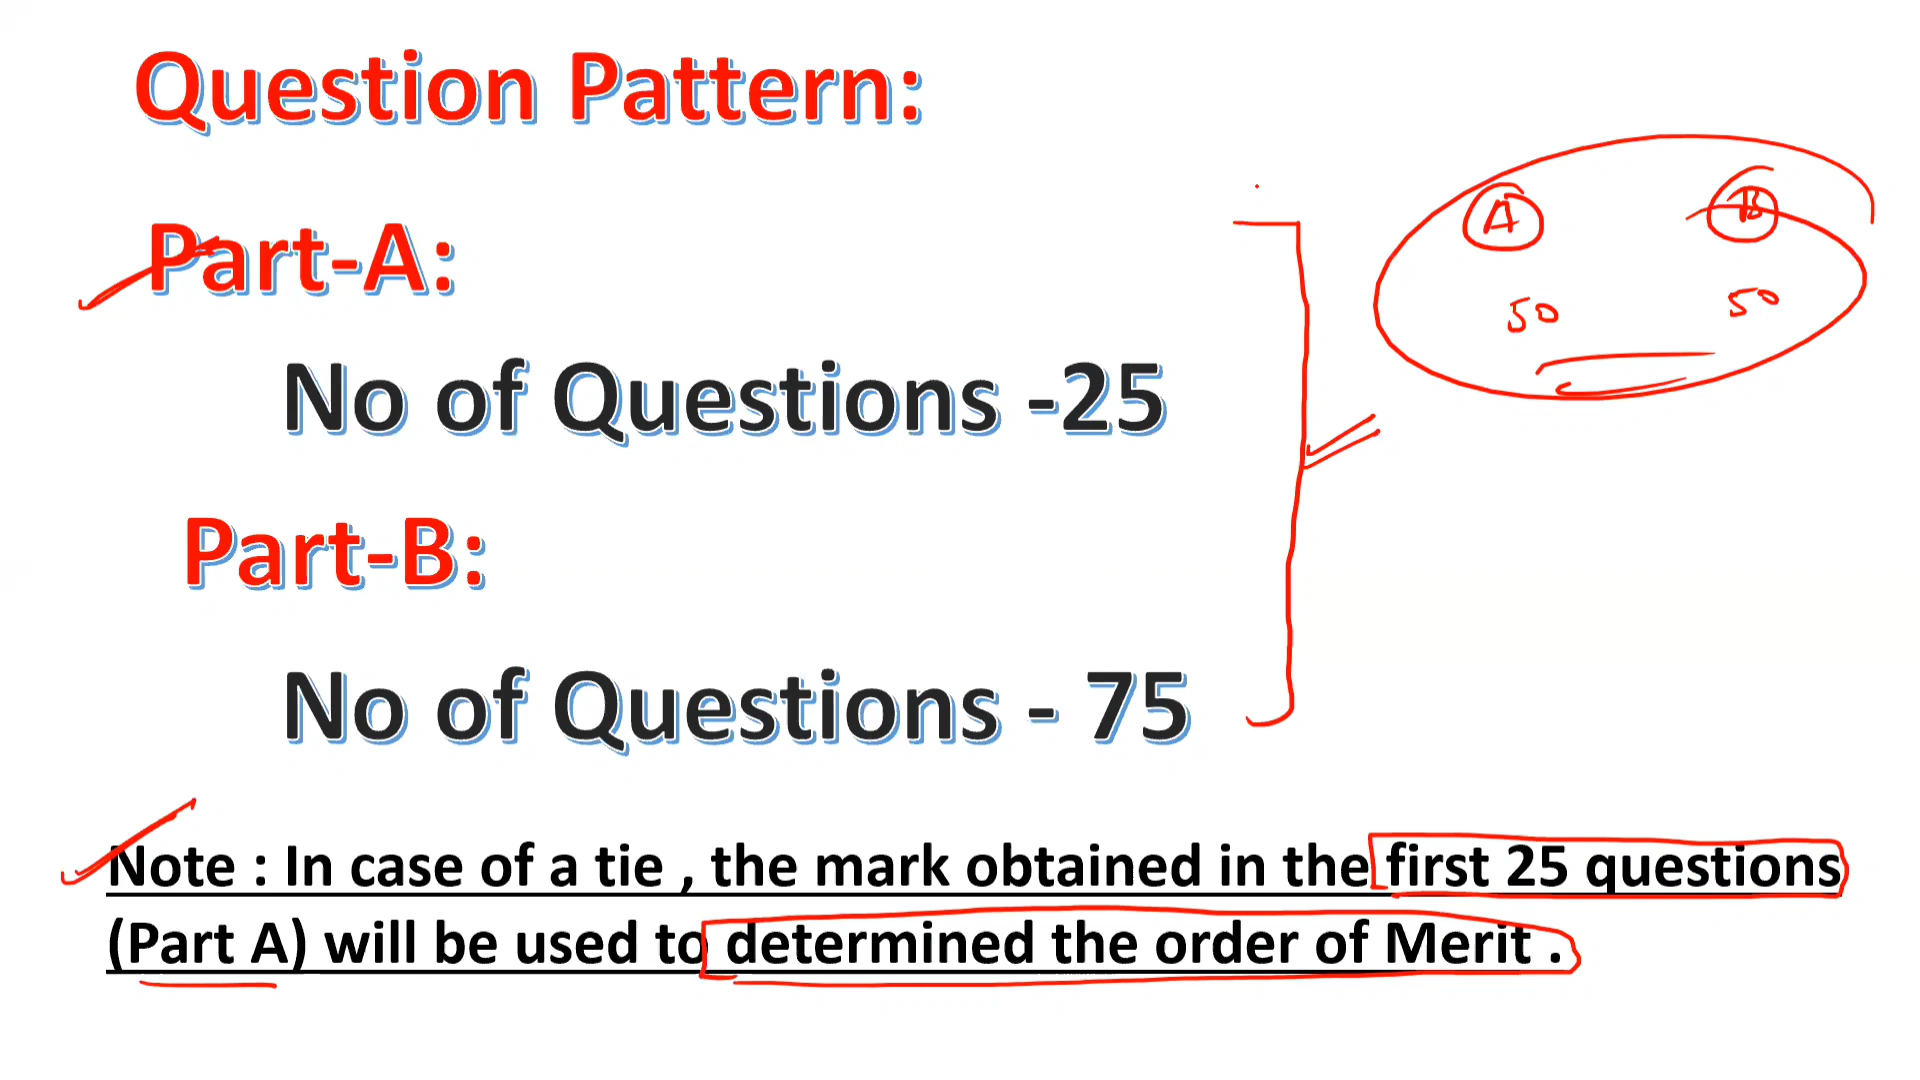 Question Pattern:
Part-A:
No of Questions -25
Part-B:
No of Questions - 75
A B
50 50
Note : In case of a tie , the mark obtained in the first 25 questions
(Part A) will be used to determined the order of Merit .